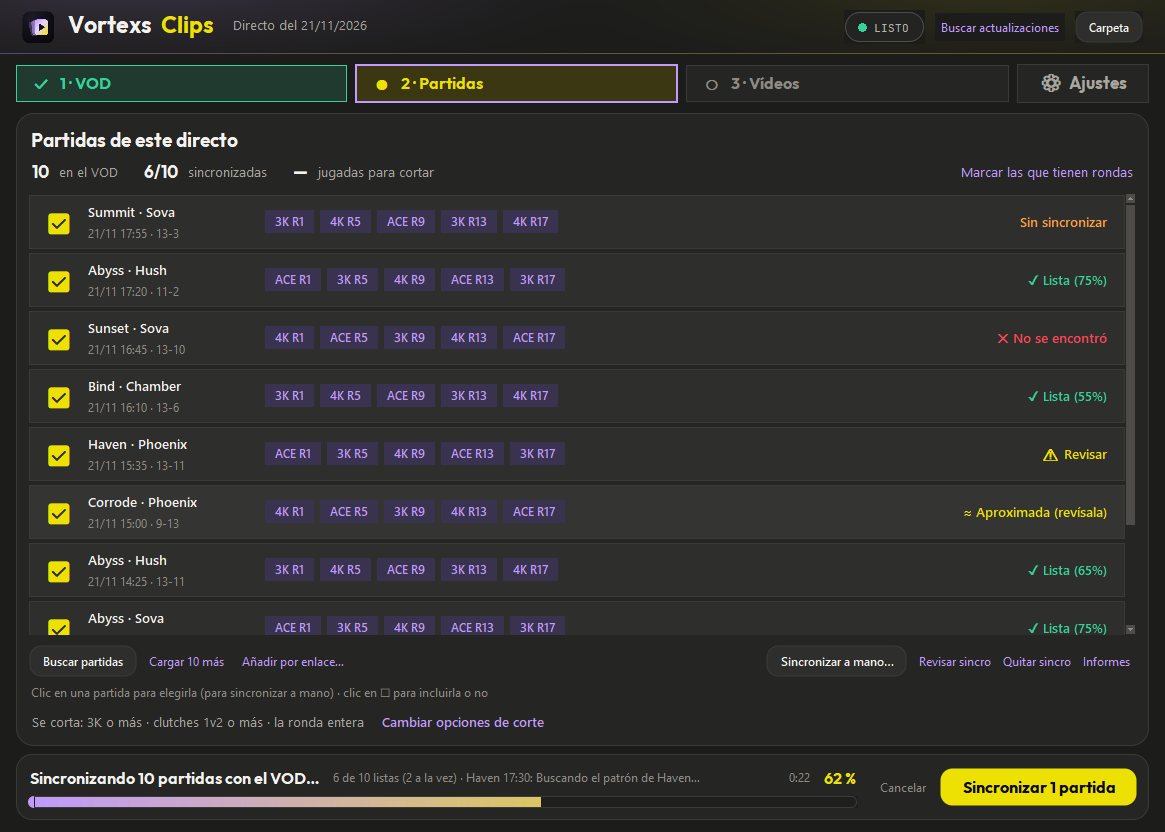 Vortexs Clips Directo del 21/11/2026 LISTO Buscar actualizaciones Carpeta
1·VOD 2·Partidas 3·Vídeos Ajustes
Partidas de este directo
10 en el VOD 6/10 sincronizadas — jugadas para cortar Marcar las que tienen rondas
Summit · Sova
21/11 17:55 · 13-3
3K R1 4K R5 ACE R9 3K R13 4K R17
Sin sincronizar
Abyss · Hush
21/11 17:20 · 11-2
ACE R1 3K R5 4K R9 ACE R13 3K R17
✓ Lista (75%)
Sunset · Sova
21/11 16:45 · 13-10
4K R1 ACE R5 3K R9 4K R13 ACE R17
✕ No se encontró
Bind · Chamber
21/11 16:10 · 13-6
3K R1 4K R5 ACE R9 3K R13 4K R17
✓ Lista (55%)
Haven · Phoenix
21/11 15:35 · 13-11
ACE R1 3K R5 4K R9 ACE R13 3K R17
⚠ Revisar
Corrode · Phoenix
21/11 15:00 · 9-13
4K R1 ACE R5 3K R9 4K R13 ACE R17
≈ Aproximada (revísala)
Abyss · Hush
21/11 14:25 · 13-11
3K R1 4K R5 ACE R9 3K R13 4K R17
✓ Lista (65%)
Abyss · Sova
ACE R1 3K R5 4K R9 ACE R13 3K R17
✓ Lista (75%)
Buscar partidas Cargar 10 más Añadir por enlace... Sincronizar a mano... Revisar sincro Quitar sincro Informes
Clic en una partida para elegirla (para sincronizar a mano) · clic en ☐ para incluirla o no
Se corta: 3K o más · clutches 1v2 o más · la ronda entera Cambiar opciones de corte
Sincronizando 10 partidas con el VOD... 6 de 10 listas (2 a la vez) · Haven 17:30: Buscando el patrón de Haven... 0:22 62 % Cancelar Sincronizar 1 partida